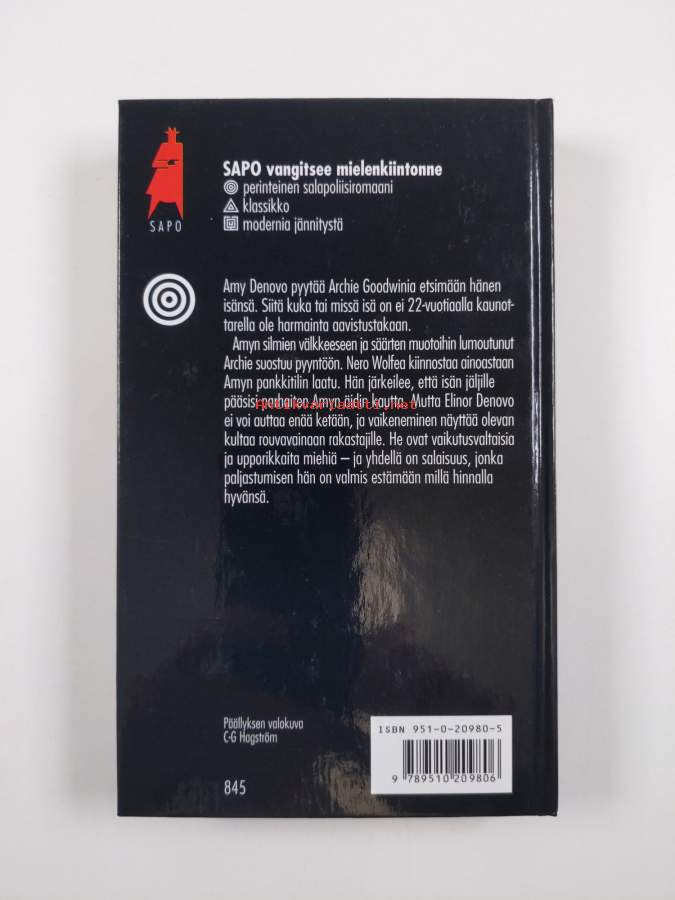 SAPO vangitsee mielenkiintonne
perinteinen salapoliisiromaani
klassikko
modernia jännitystä
SAPO
Amy Denovo pyytää Archie Goodwinia etsimään hänen
isänsä. Siitä kuka tai missä isä on ei 22-vuotiaalla kaunot-
tarella ole harmainta aavistustakaan.
Amyn silmien välkkeeseen ja säärten muotoihin lumoutunut
Archie suostuu pyyntöön. Nero Wolfea kiinnostaa ainoastaan
Amyn pankkitilin laatu. Hän järkeilee, että isän jäljille
pääsisi parhaiten Amyn äidin kautta. Mutta Elinor Denovo
Antikvariaatti.net
ei voi auttaa enää ketään, ja vaikeneminen näyttää olevan
kultaa rouvavainaan rakastajille. He ovat vaikutusvaltaisia
ja upporikkaita miehiä – ja yhdellä on salaisuus, jonka
paljastumisen hän on valmis estämään millä hinnalla
hyvänsä.
Päällyksen valokuva
C-G Hagström
845
ISBN 951-0-20980-5
9 789510 209806